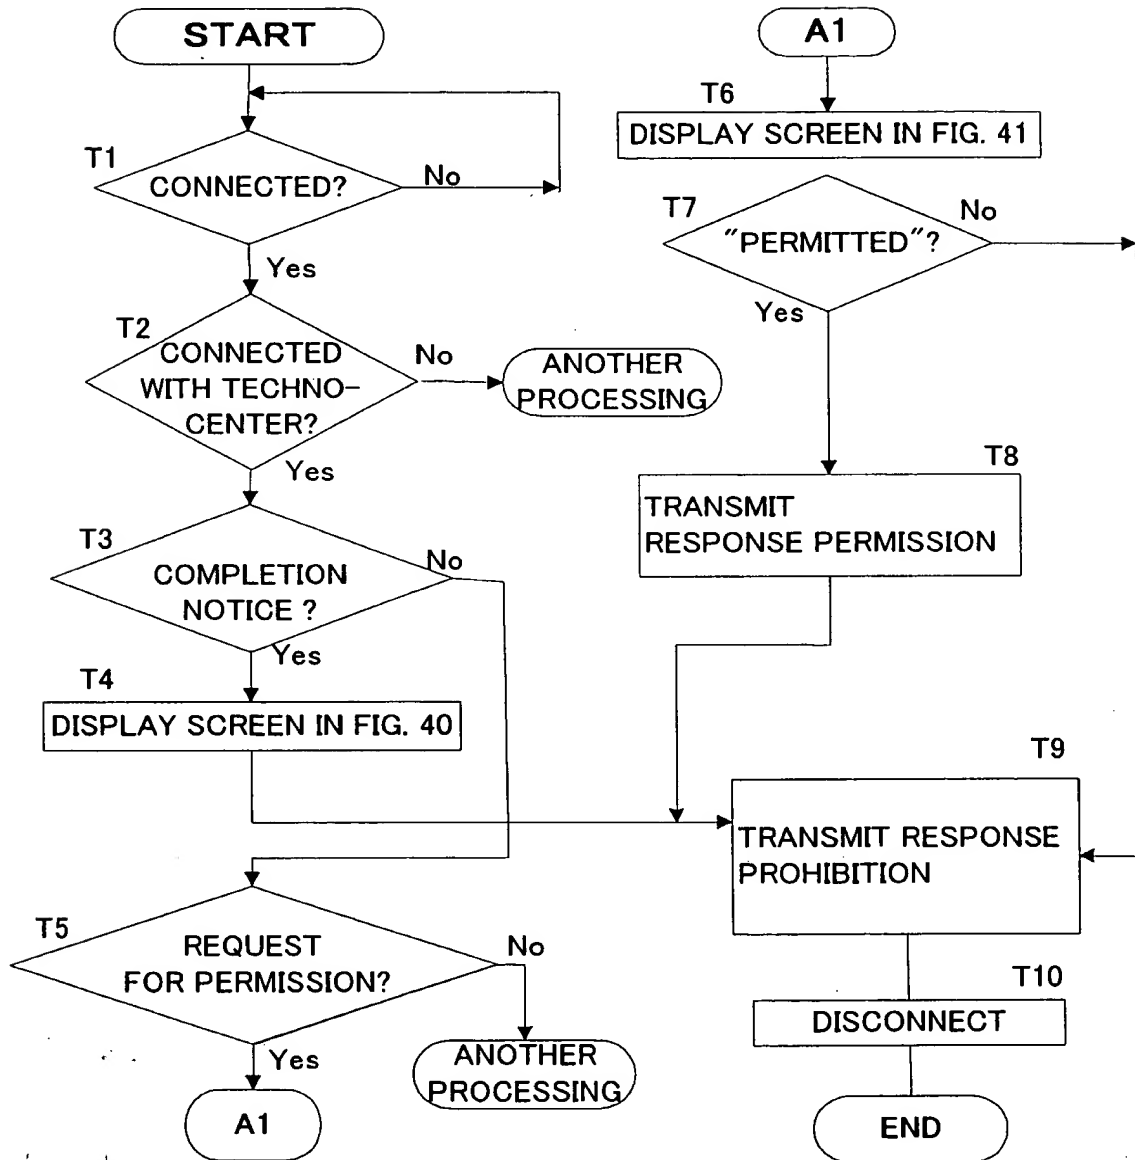 START
T1
CONNECTED?
No
Yes
T2
CONNECTED
WITH TECHNO-
CENTER?
No
ANOTHER
PROCESSING
Yes
T3
COMPLETION
NOTICE ?
No
Yes
T4
DISPLAY SCREEN IN FIG. 40
T5
REQUEST
FOR PERMISSION?
No
ANOTHER
PROCESSING
Yes
A1
A1
T6
DISPLAY SCREEN IN FIG. 41
T7
"PERMITTED"?
No
Yes
T8
TRANSMIT
RESPONSE PERMISSION
T9
TRANSMIT RESPONSE
PROHIBITION
T10
DISCONNECT
END